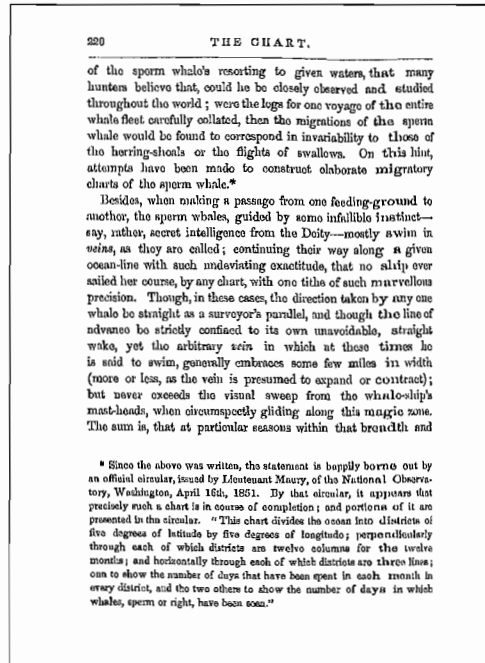 220 THE CHART.
of the sperm whale's resorting to given waters, that many
hunters believe that, could he be closely observed and studied
throughout the world; were the logs for one voyage of the entire
whale fleet carefully collated, then the migrations of the sperm
whale would be found to correspond in invariability to those of
the herring-shoals or the flights of swallows. On this hint,
attempts have been made to construct elaborate migratory
charts of the sperm whale.*
Besides, when making a passage from one feeding-ground to
another, the sperm whales, guided by some infallible instinct—
say, rather, secret intelligence from the Deity—mostly swim in
veins, as they are called; continuing their way along a given
ocean-line with such undeviating exactitude, that no ship ever
sailed her course, by any chart, with one tithe of such marvellous
precision. Though, in these cases, the direction taken by any one
whale be straight as a surveyor's parallel, and though the line of
advance be strictly confined to its own unavoidable, straight
wake, yet the arbitrary vein in which at these times he
is said to swim, generally embraces some few miles in width
(more or less, as the vein is presumed to expand or contract);
but never exceeds the visual sweep from the whale-ship's
mast-heads, when circumspectly gliding along this magic zone.
The sum is, that at particular seasons within that breadth and
* Since the above was written, the statement is happily borne out by
an official circular, issued by Lieutenant Maury, of the National Observa-
tory, Washington, April 16th, 1851. By that circular, it appears that
precisely such a chart is in course of completion; and portions of it are
presented in the circular. "This chart divides the ocean into districts of
five degrees of latitude by five degrees of longitude; perpendicularly
through each of which districts are twelve columns for the twelve
months; and horizontally through each of which districts are three lines;
one to show the number of days that have been spent in each month in
every district, and the two others to show the number of days in which
whales, sperm or right, have been seen."